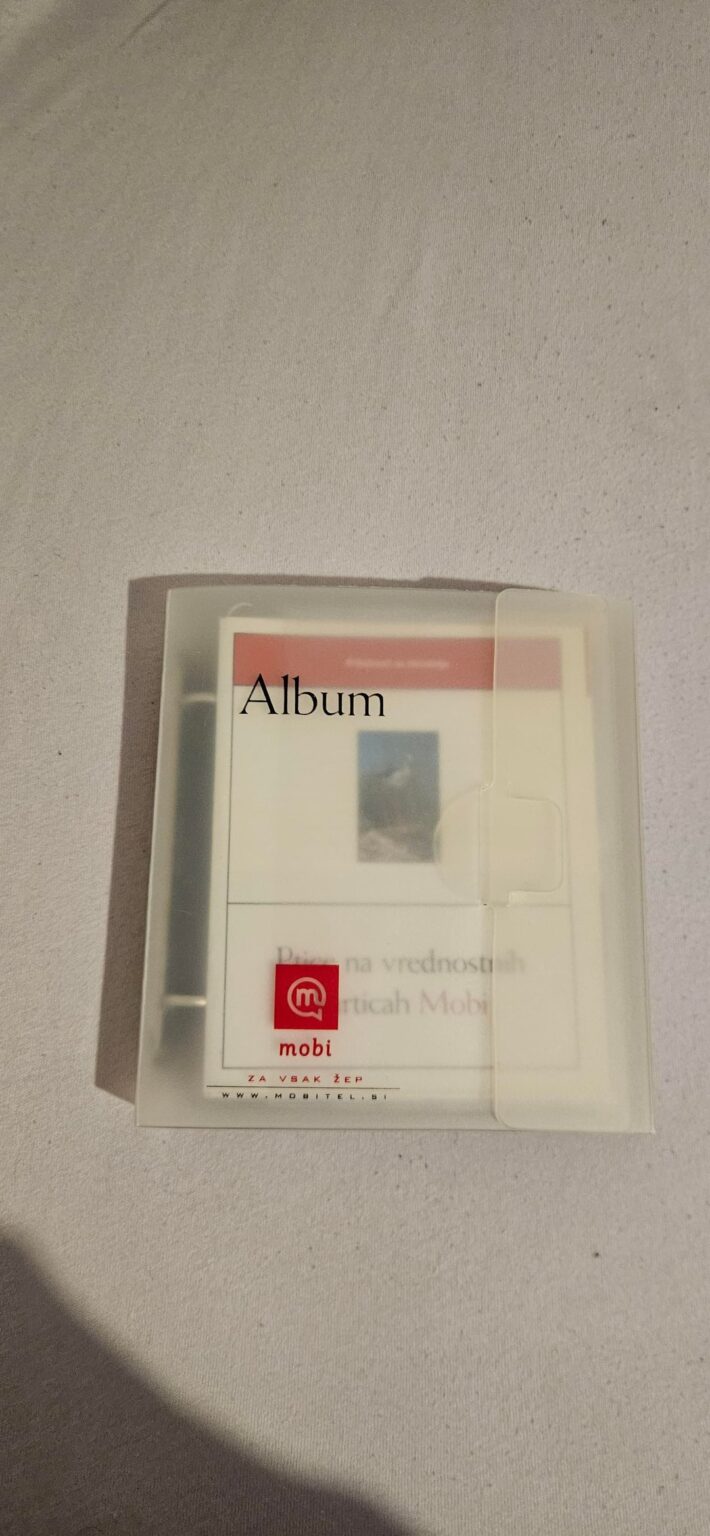 Album
Ptice na vrednostnih
karticah Mobi
m
mobi
ZA VSAK ŽEP
WWW.MOBITEL.SI